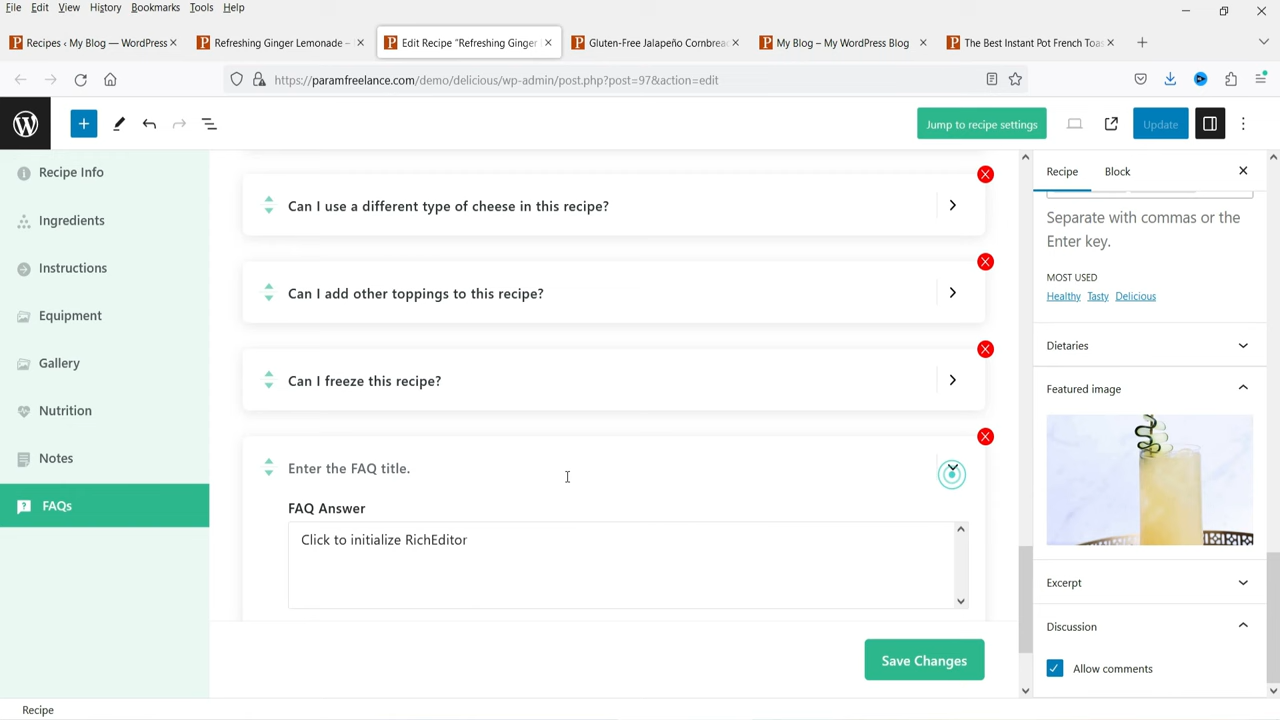 File Edit View History Bookmarks Tools Help
Recipes ‹ My Blog — WordPress
Refreshing Ginger Lemonade –
Edit Recipe “Refreshing Ginger
Gluten-Free Jalapeño Cornbrea
My Blog – My WordPress Blog
The Best Instant Pot French Toas
https://paramfreelance.com/demo/delicious/wp-admin/post.php?post=97&action=edit
Jump to recipe settings
Update
Recipe Info
Ingredients
Instructions
Equipment
Gallery
Nutrition
Notes
FAQs
Can I use a different type of cheese in this recipe?
Can I add other toppings to this recipe?
Can I freeze this recipe?
Enter the FAQ title.
FAQ Answer
Click to initialize RichEditor
Save Changes
Recipe Block
Separate with commas or the
Enter key.
MOST USED
Healthy Tasty Delicious
Dietaries
Featured image
Excerpt
Discussion
Allow comments
Recipe